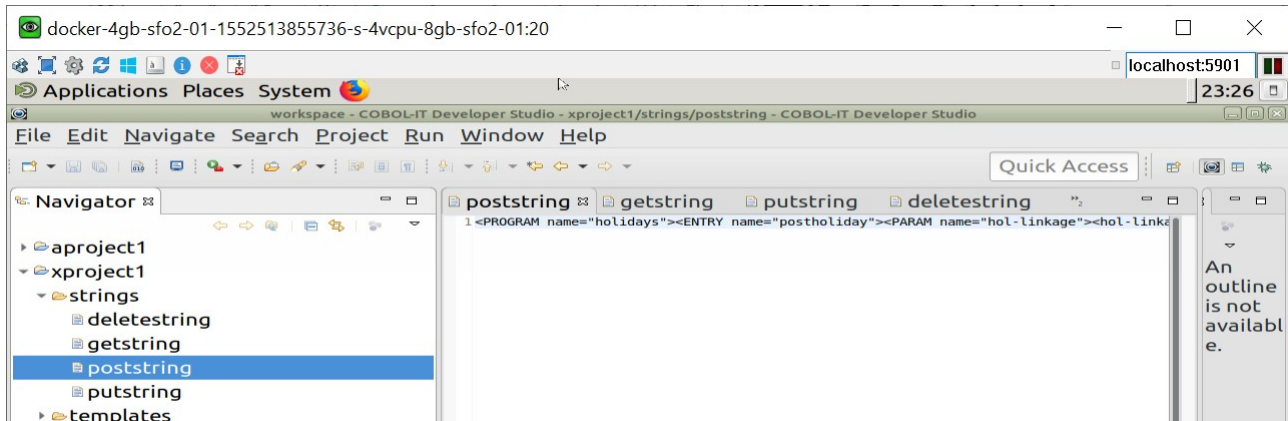 docker-4gb-sfo2-01-1552513855736-s-4vcpu-8gb-sfo2-01:20
localhost:5901
Applications Places System
23:26
workspace - COBOL-IT Developer Studio - xproject1/strings/poststring - COBOL-IT Developer Studio
File Edit Navigate Search Project Run Window Help
Quick Access
Navigator
poststring getstring putstring deletestring "2
1<PROGRAM name="holidays"><ENTRY name="postholiday"><PARAM name="hol-linkage"><hol-linka
aproject1
xproject1
strings
deletestring
getstring
poststring
putstring
templates
An
outline
is not
availabl
e.